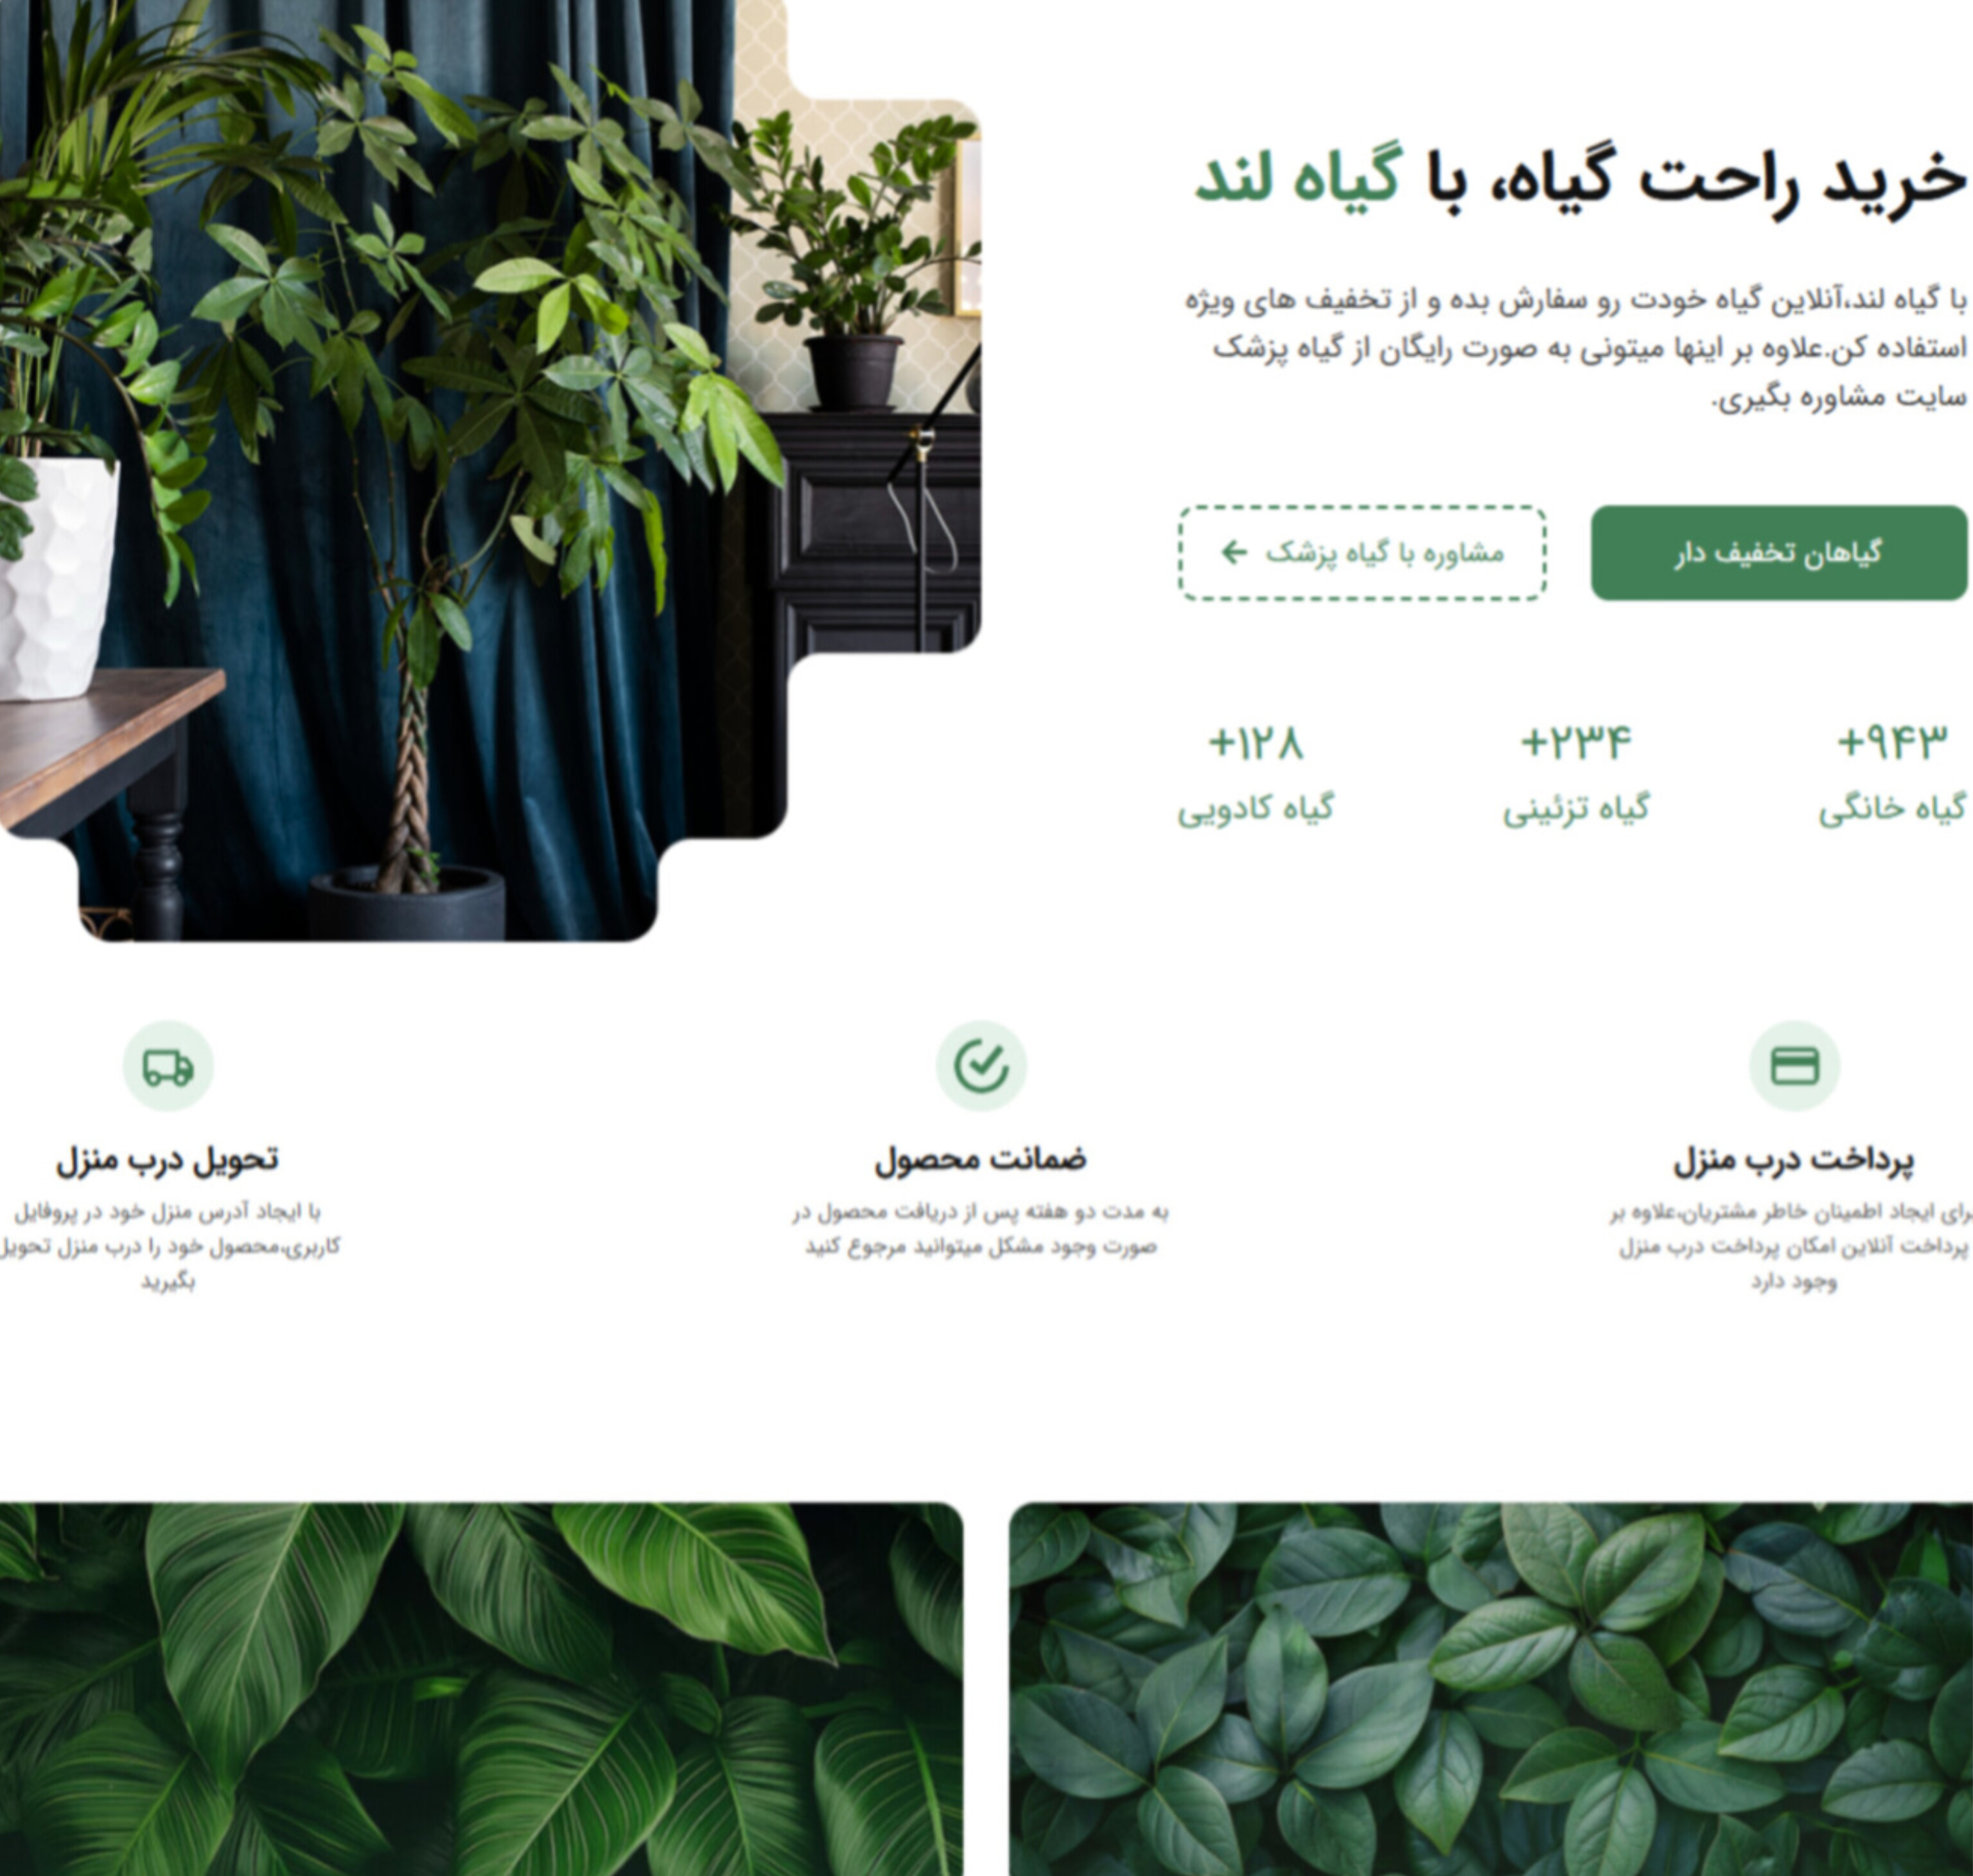 خرید راحت گیاه، با گیاه لند
با گیاه لند،آنلاین گیاه خودت رو سفارش بده و از تخفیف های ویژه
استفاده کن.علاوه بر اینها میتونی به صورت رایگان از گیاه پزشک
سایت مشاوره بگیری.
گیاهان تخفیف دار
مشاوره با گیاه پزشک ←
۹۴۳+
گیاه خانگی
۲۳۴+
گیاه تزئینی
۱۲۸+
گیاه کادویی
پرداخت درب منزل
برای ایجاد اطمینان خاطر مشتریان،علاوه بر
پرداخت آنلاین امکان پرداخت درب منزل
وجود دارد
ضمانت محصول
به مدت دو هفته پس از دریافت محصول در
صورت وجود مشکل میتوانید مرجوع کنید
تحویل درب منزل
با ایجاد آدرس منزل خود در پروفایل
کاربری،محصول خود را درب منزل تحویل
بگیرید